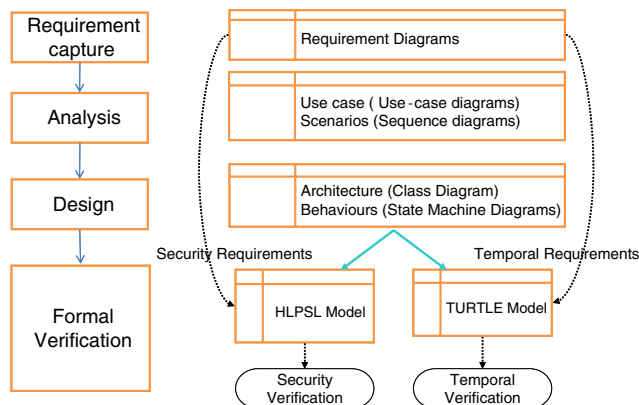 Requirement
capture
Analysis
Design
Formal
Verification
Requirement Diagrams
Use case ( Use-case diagrams)
Scenarios (Sequence diagrams)
Architecture (Class Diagram)
Behaviours (State Machine Diagrams)
Security Requirements
Temporal Requirements
HLPSL Model
TURTLE Model
Security
Verification
Temporal
Verification